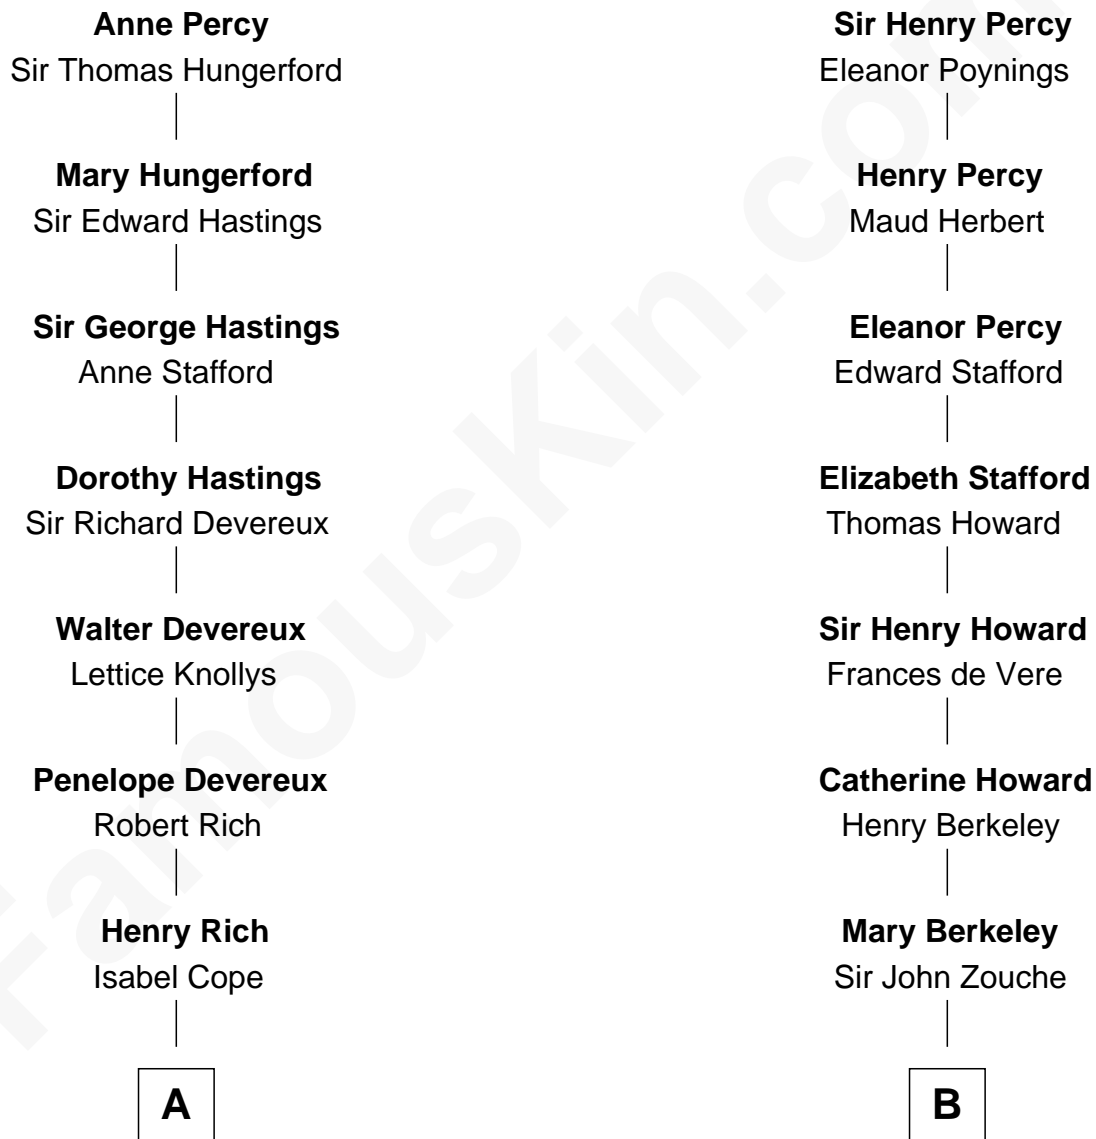 Anne Percy
Sir Thomas Hungerford
Mary Hungerford
Sir Edward Hastings
Sir George Hastings
Anne Stafford
Dorothy Hastings
Sir Richard Devereux
Walter Devereux
Lettice Knollys
Penelope Devereux
Robert Rich
Henry Rich
Isabel Cope
A
Sir Henry Percy
Eleanor Poynings
Henry Percy
Maud Herbert
Eleanor Percy
Edward Stafford
Elizabeth Stafford
Thomas Howard
Sir Henry Howard
Frances de Vere
Catherine Howard
Henry Berkeley
Mary Berkeley
Sir John Zouche
B
FamousKin.com